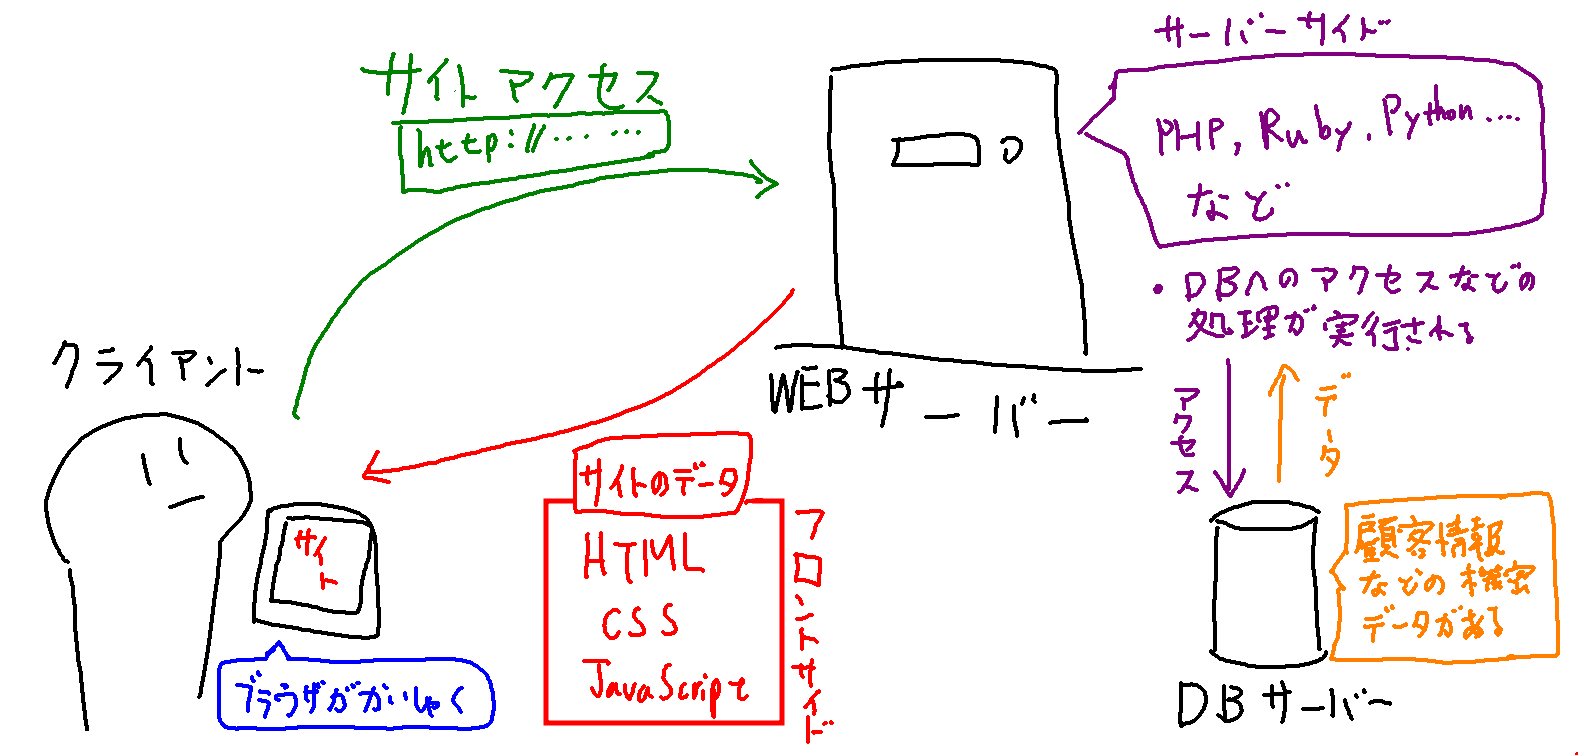 サーバーサイド
サイトアクセス
http://‥‥ ‥‥
PHP, Ruby, Python‥‥
など
・DBへのアクセスなどの
処理が実行される
クライアント
WEBサーバー
アクセス
データ
サイトのデータ
HTML
CSS
JavaScript
フロントサイド
サイト
ブラウザがかいしゃく
顧客情報
などの機密
データがある
DBサーバー